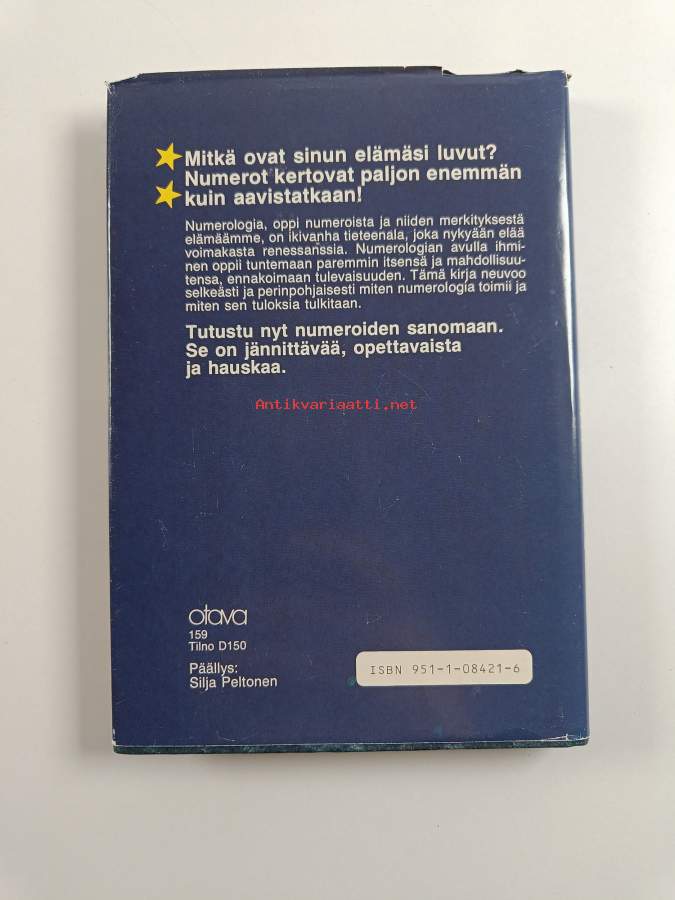 Mitkä ovat sinun elämäsi luvut?
Numerot kertovat paljon enemmän
kuin aavistatkaan!
Numerologia, oppi numeroista ja niiden merkityksestä
elämäämme, on ikivanha tieteenala, joka nykyään elää
voimakasta renessanssia. Numerologian avulla ihmi-
nen oppii tuntemaan paremmin itsensä ja mahdollisuu-
tensa, ennakoimaan tulevaisuuden. Tämä kirja neuvoo
selkeästi ja perinpohjaisesti miten numerologia toimii ja
miten sen tuloksia tulkitaan.
Tutustu nyt numeroiden sanomaan.
Se on jännittävää, opettavaista
ja hauskaa.
Antikvariaatti.net
otava
159
Tilno D150
Päällys:
Silja Peltonen
ISBN 951-1-08421-6